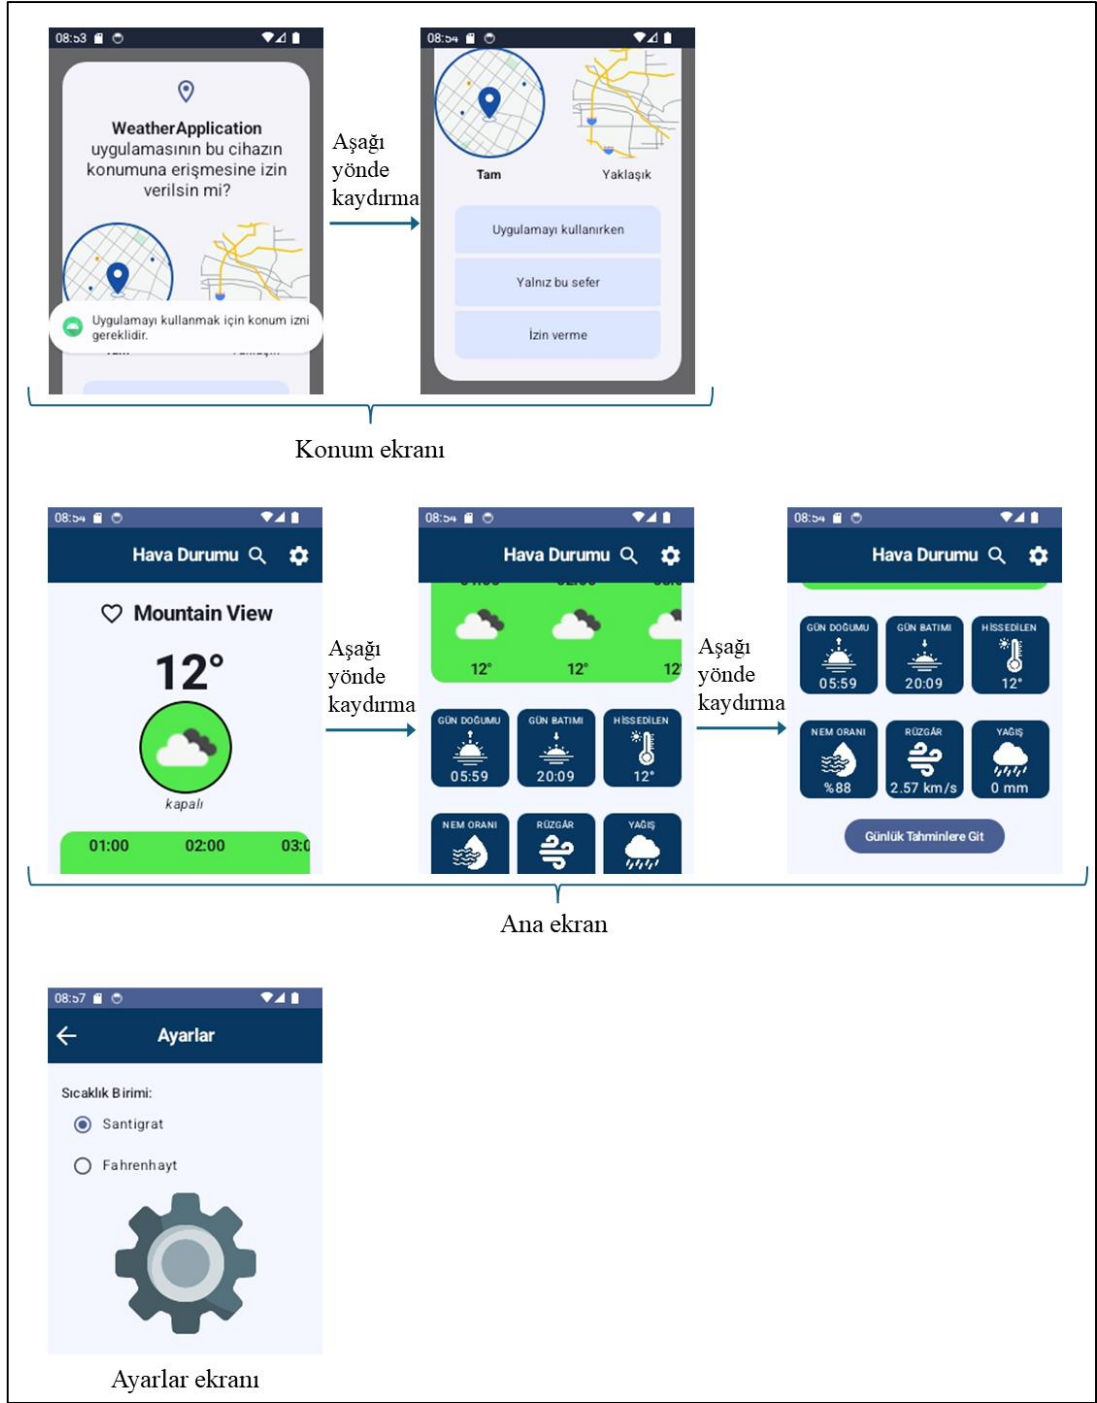 08:53
WeatherApplication
uygulamasının bu cihazın
konumuna erişmesine izin
verilsin mi?
Uygulamayı kullanmak için konum izni
gereklidir.
Aşağı
yönde
kaydırma
08:54
Tam
Yaklaşık
Uygulamayı kullanırken
Yalnız bu sefer
İzin verme
Konum ekranı
08:54
Hava Durumu
Mountain View
12°
kapalı
01:00 02:00
Aşağı
yönde
kaydırma
08:54
Hava Durumu
12° 12° 12
GÜN DOĞUMU GÜN BATIMI HİSSEDİLEN
05:59 20:09 12°
NEM ORANI RÜZGÂR YAĞIŞ
Aşağı
yönde
kaydırma
08:54
Hava Durumu
GÜN DOĞUMU GÜN BATIMI HİSSEDİLEN
05:59 20:09 12°
NEM ORANI RÜZGÂR YAĞIŞ
%88 2.57 km/s 0 mm
Günlük Tahminlere Git
Ana ekran
08:57
Ayarlar
Sıcaklık Birimi:
Santigrat
Fahrenhayt
Ayarlar ekranı